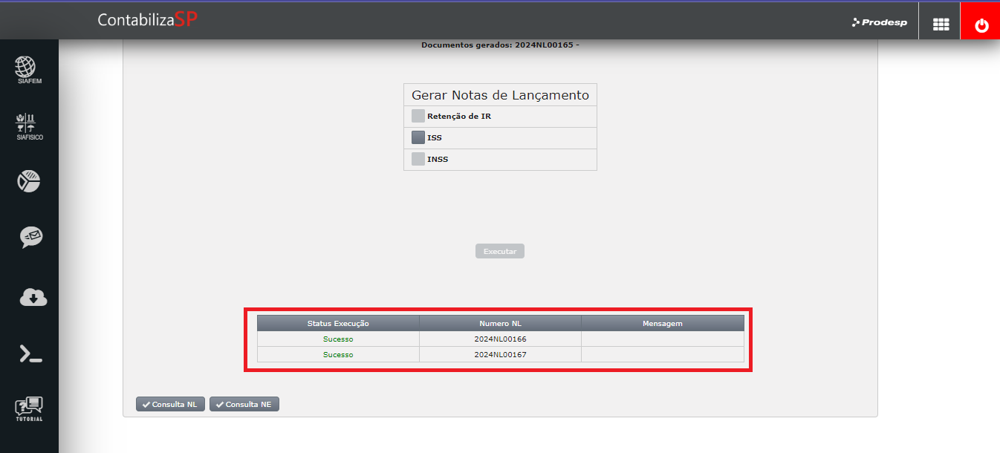 ContabilizaSP
Prodesp
SIAFEM
SIAFISICO
TUTORIAL
Documentos gerados: 2024NL00165 -
Gerar Notas de Lançamento
Retenção de IR
ISS
INSS
Executar
Status Execução Numero NL Mensagem
Sucesso 2024NL00166
Sucesso 2024NL00167
Consulta NL Consulta NE